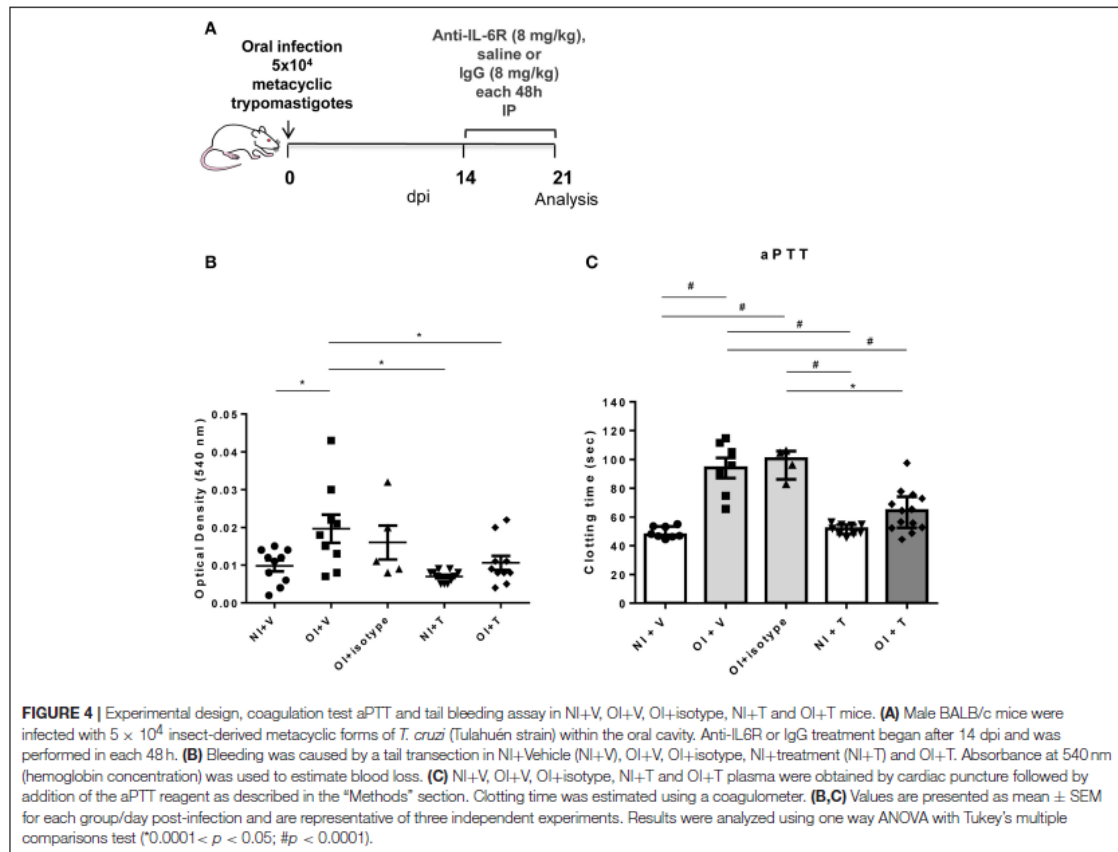 A
Oral infection
5x10⁴
metacyclic
trypomastigotes
Anti-IL-6R (8 mg/kg),
saline or
IgG (8 mg/kg)
each 48h
IP
0
14
21
dpi
Analysis
B
*
*
*
Optical Density (540 nm)
0.05
0.04
0.03
0.02
0.01
0.00
NI+V
OI+V
OI+isotype
NI+T
OI+T
C
aPTT
#
#
#
#
#
*
Clotting time (sec)
140
120
100
80
60
40
20
0
NI + V
OI + V
OI+isotype
NI + T
OI + T
FIGURE 4 | Experimental design, coagulation test aPTT and tail bleeding assay in NI+V, OI+V, OI+isotype, NI+T and OI+T mice. (A) Male BALB/c mice were
infected with 5 × 10⁴ insect-derived metacyclic forms of T. cruzi (Tulahuén strain) within the oral cavity. Anti-IL6R or IgG treatment began after 14 dpi and was
performed in each 48 h. (B) Bleeding was caused by a tail transection in NI+Vehicle (NI+V), OI+V, OI+isotype, NI+treatment (NI+T) and OI+T. Absorbance at 540 nm
(hemoglobin concentration) was used to estimate blood loss. (C) NI+V, OI+V, OI+isotype, NI+T and OI+T plasma were obtained by cardiac puncture followed by
addition of the aPTT reagent as described in the “Methods” section. Clotting time was estimated using a coagulometer. (B,C) Values are presented as mean ± SEM
for each group/day post-infection and are representative of three independent experiments. Results were analyzed using one way ANOVA with Tukey's multiple
comparisons test (*0.0001< p < 0.05; #p < 0.0001).